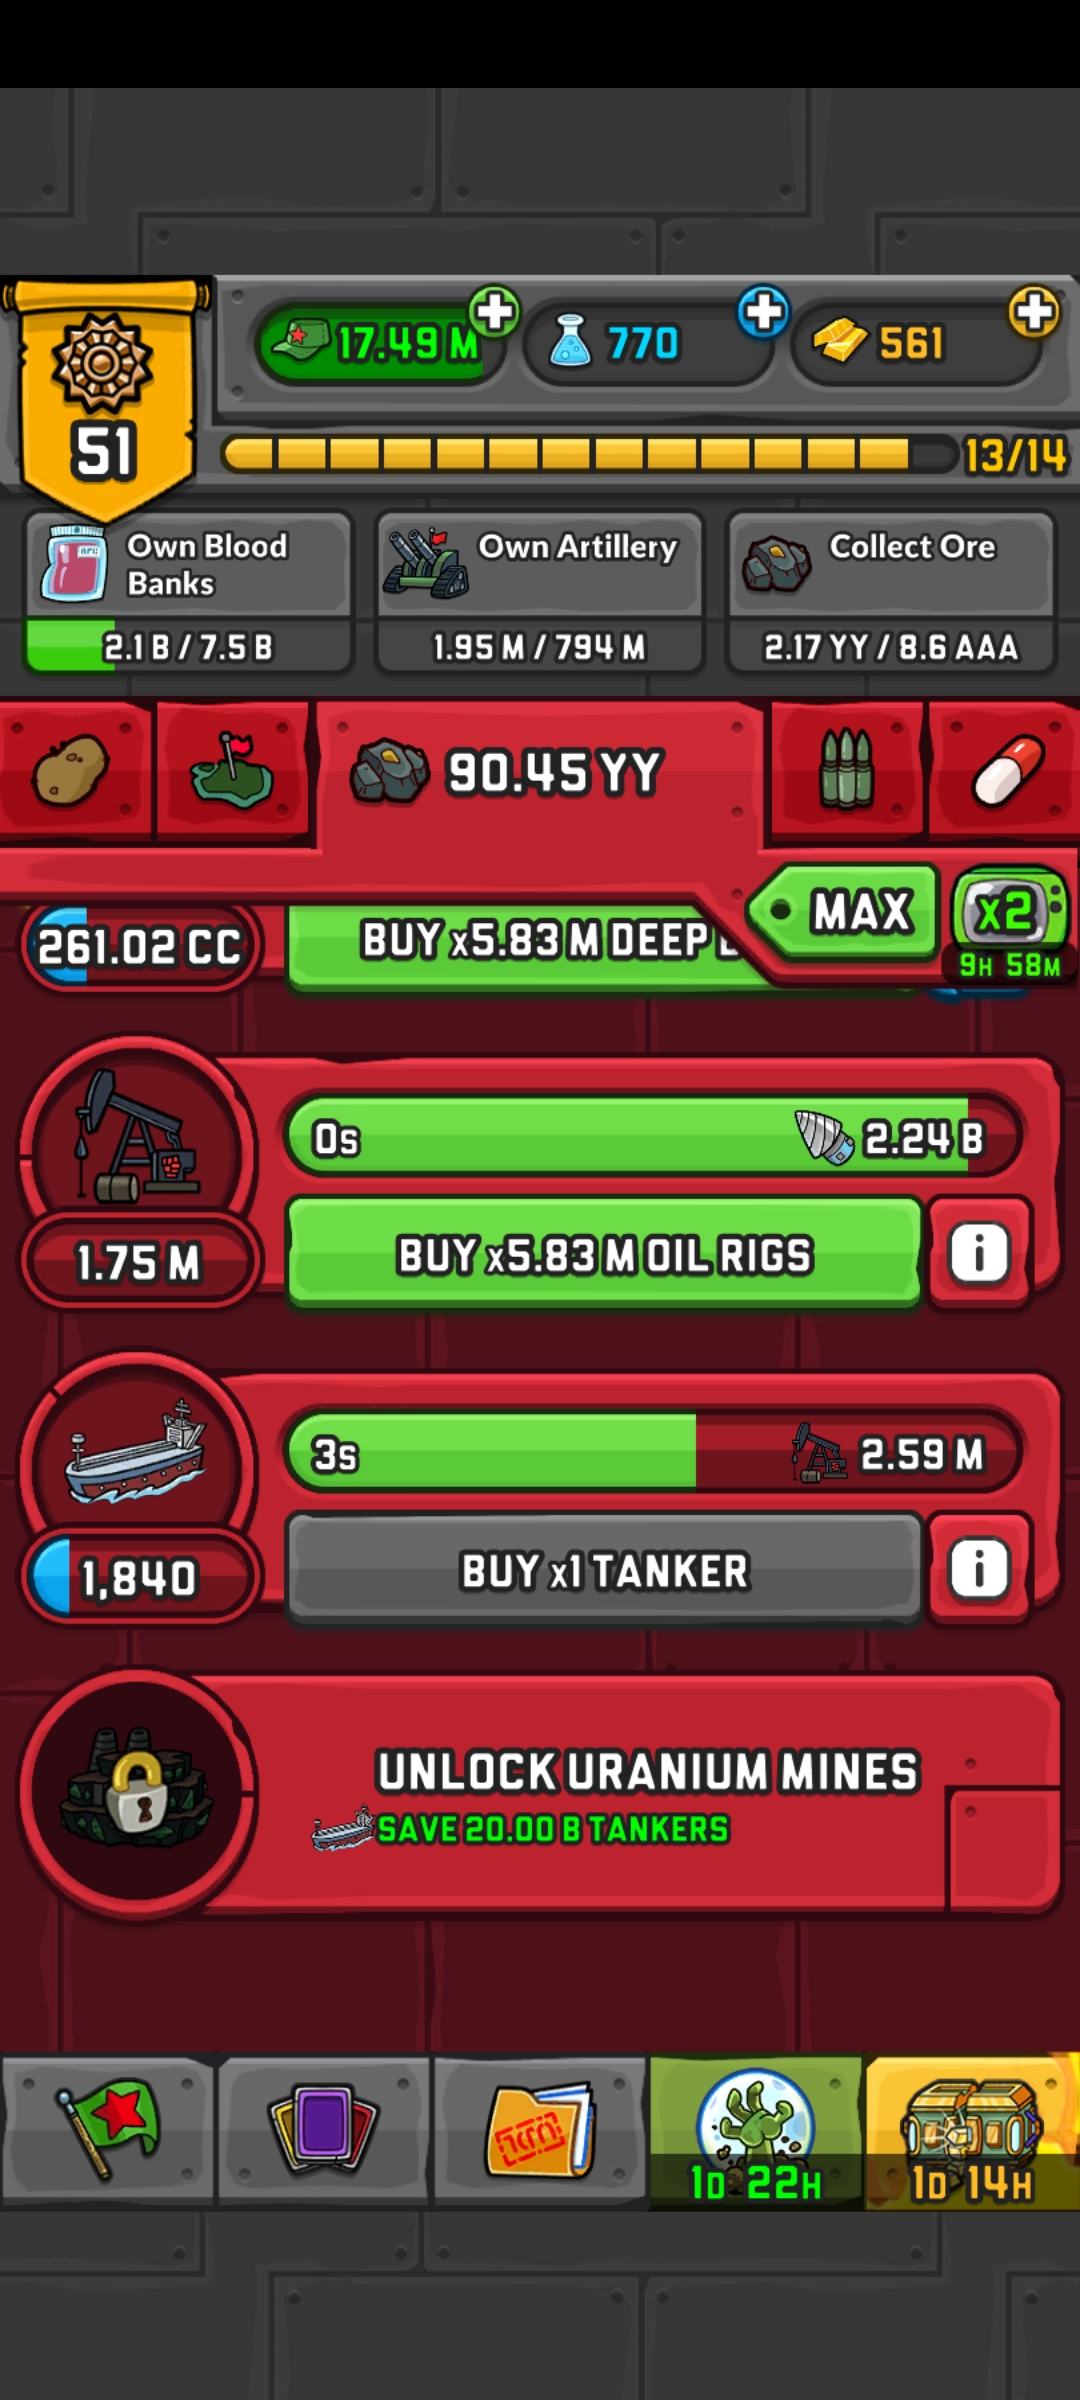 17.49 M
770
561
51
13/14
Own Blood
Banks
2.1 B / 7.5 B
Own Artillery
1.95 M / 794 M
Collect Ore
2.17 YY / 8.6 AAA
90.45 YY
MAX
x2
9H 58M
261.02 CC
BUY x5.83 M DEEP
0s
2.24 B
1.75 M
BUY x5.83 M OIL RIGS
i
3s
2.59 M
1,840
BUY x1 TANKER
i
UNLOCK URANIUM MINES
SAVE 20.00 B TANKERS
1D 22H
1D 14H